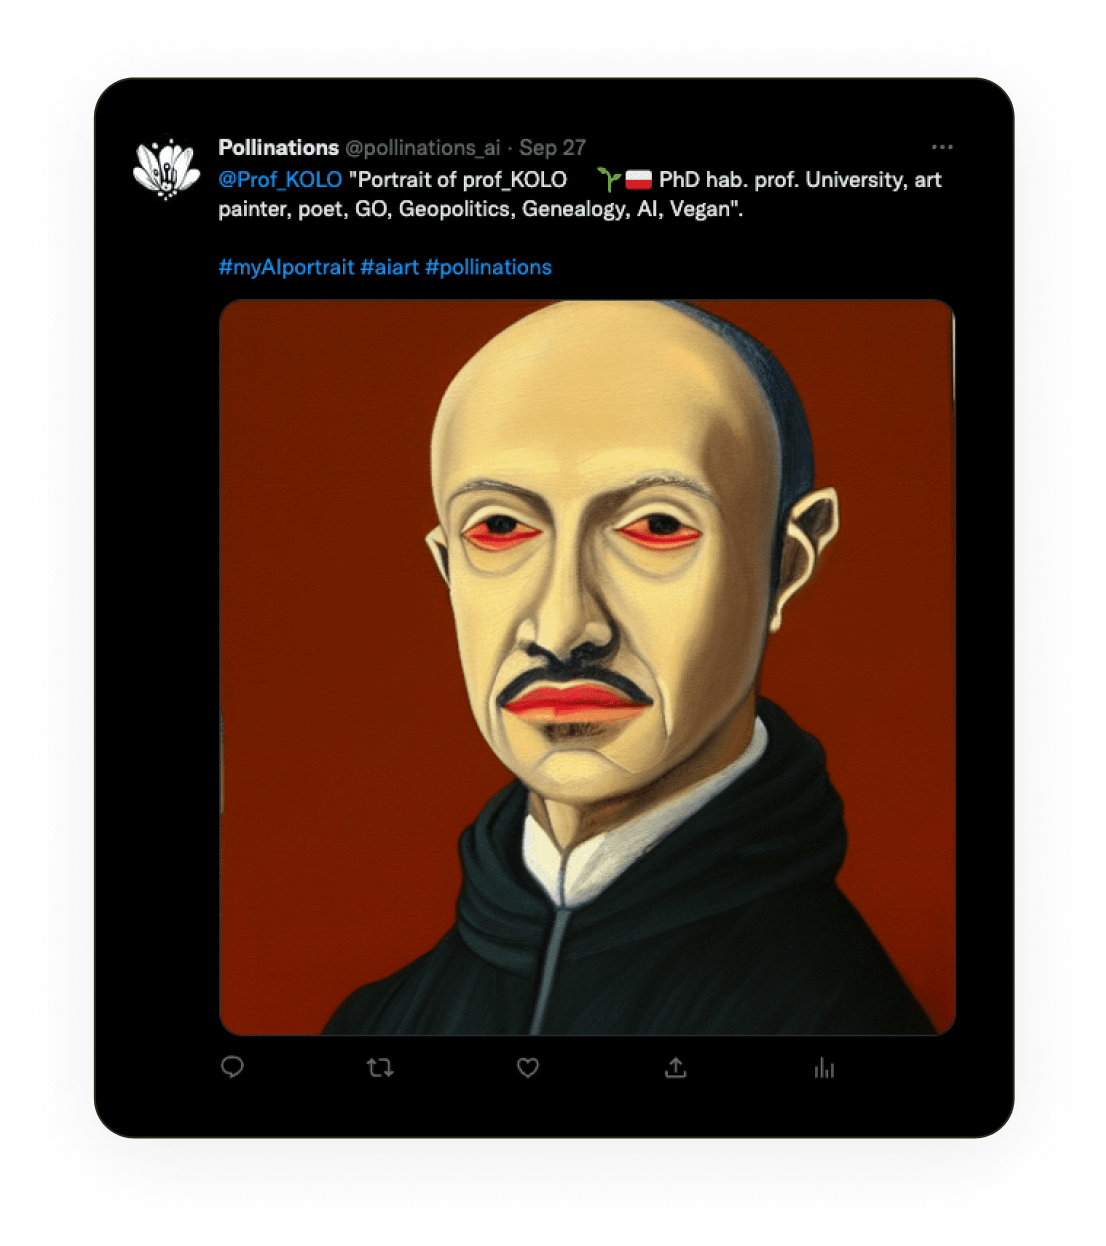 Pollinations @pollinations_ai · Sep 27
@Prof_KOLO "Portrait of prof_KOLO 🌱🇵🇱 PhD hab. prof. University, art
painter, poet, GO, Geopolitics, Genealogy, AI, Vegan".
#myAIportrait #aiart #pollinations